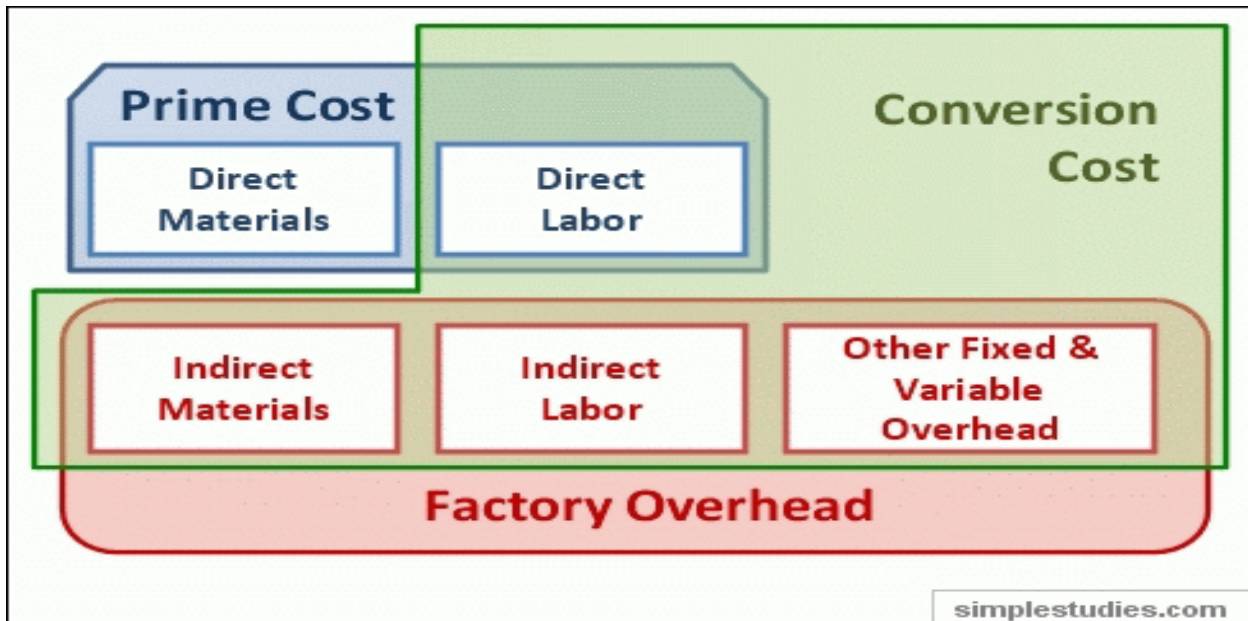 Prime Cost
Conversion
Cost
Direct
Materials
Direct
Labor
Indirect
Materials
Indirect
Labor
Other Fixed &
Variable
Overhead
Factory Overhead
simplestudies.com